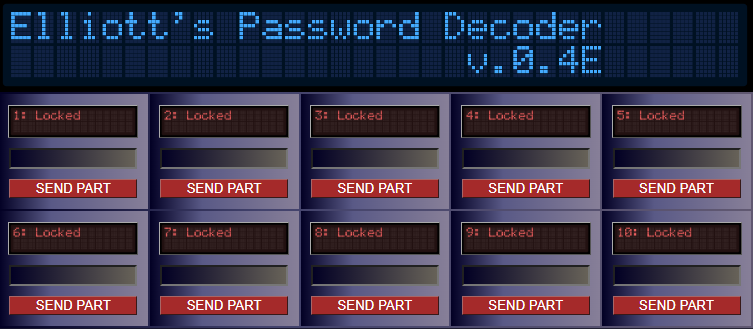 Elliott's Password Decoder
v.0.4E
1: Locked
2: Locked
3: Locked
4: Locked
5: Locked
SEND PART
SEND PART
SEND PART
SEND PART
SEND PART
6: Locked
7: Locked
8: Locked
9: Locked
10: Locked
SEND PART
SEND PART
SEND PART
SEND PART
SEND PART